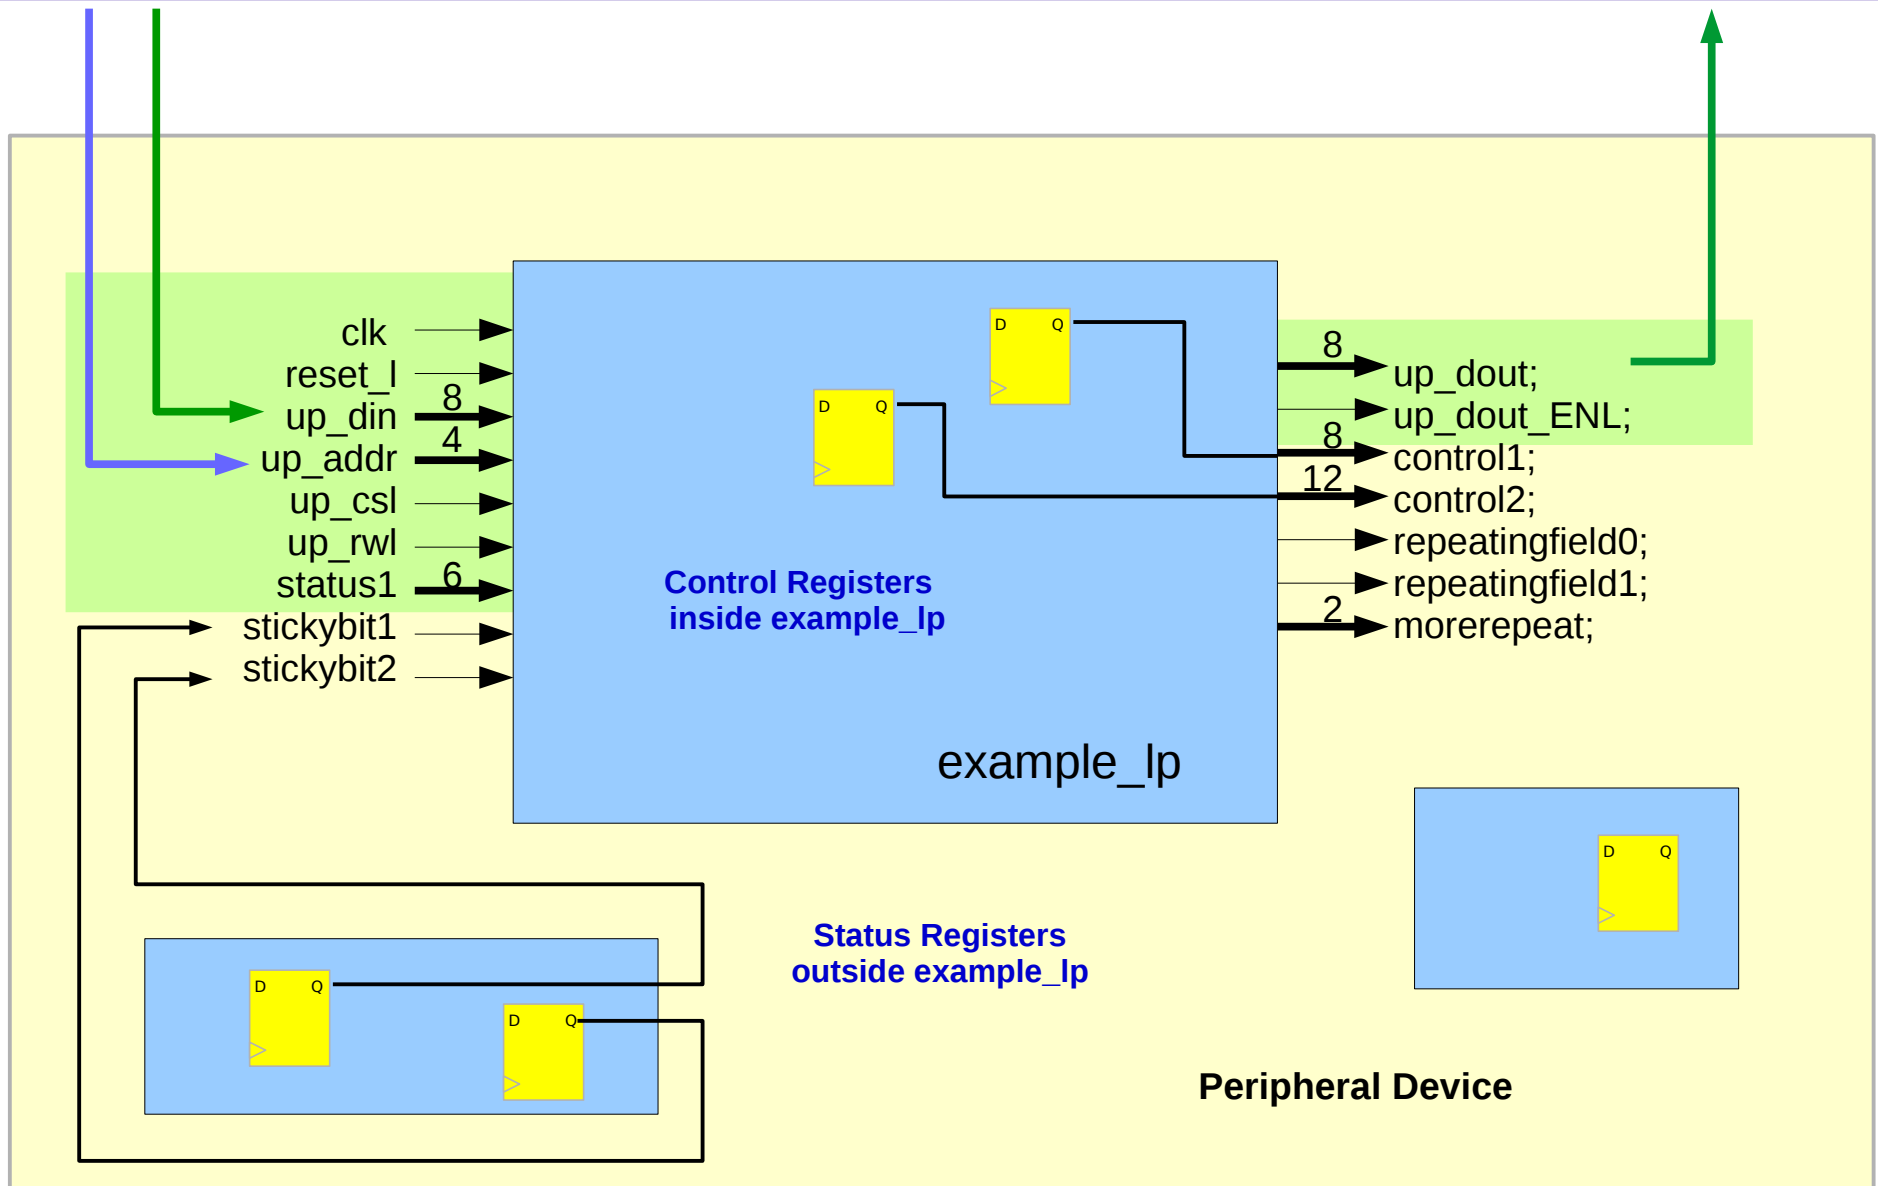 clk
reset_l
up_din
8
up_addr
4
up_csl
up_rwl
status1
6
stickybit1
stickybit2
D Q
D Q
Control Registers
inside example_lp
example_lp
8
up_dout;
up_dout_ENL;
8
control1;
12
control2;
repeatingfield0;
repeatingfield1;
2
morerepeat;
D Q
Status Registers
outside example_lp
D Q
D Q
Peripheral Device